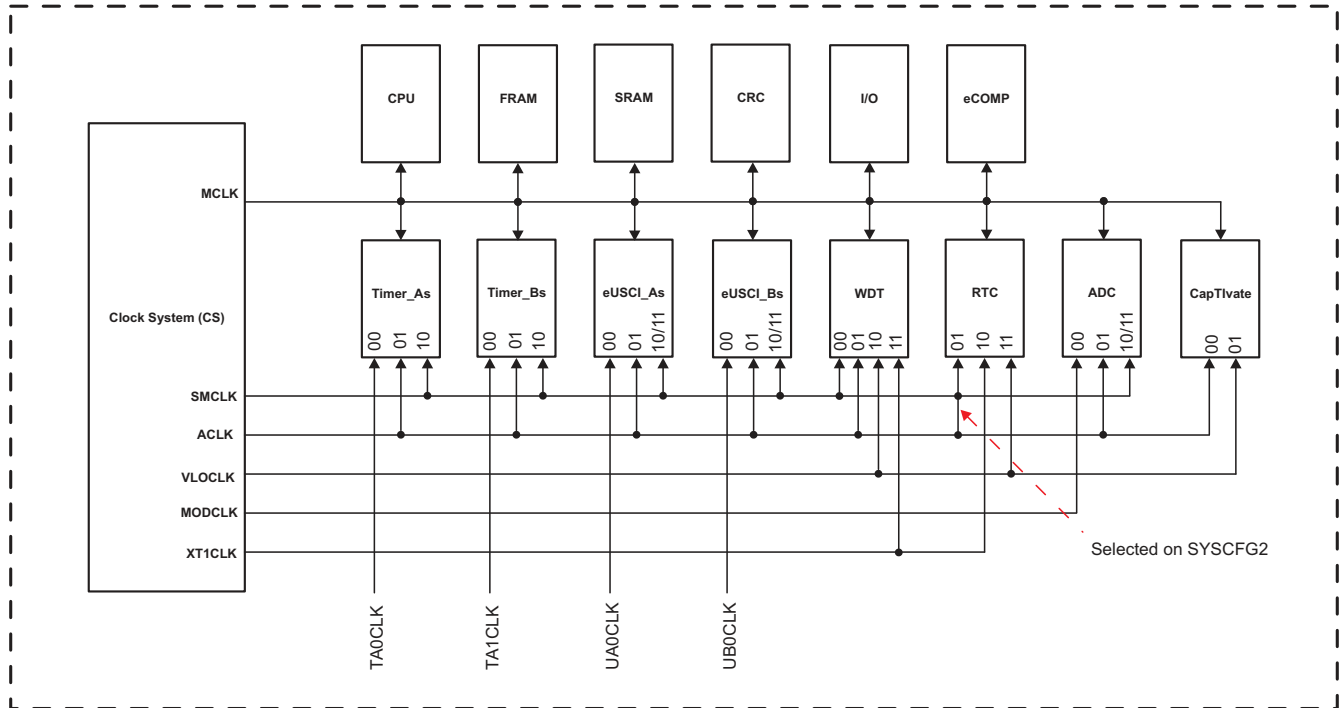 CPU
FRAM
SRAM
CRC
I/O
eCOMP
Clock System (CS)
MCLK
SMCLK
ACLK
VLOCLK
MODCLK
XT1CLK
Timer_As
00 01 10
Timer_Bs
00 01 10
eUSCI_As
00 01 10/11
eUSCI_Bs
00 01 10/11
WDT
00 01 10 11
RTC
01 10 11
ADC
00 01 10/11
CapTIvate
00 01
Selected on SYSCFG2
TA0CLK
TA1CLK
UA0CLK
UB0CLK